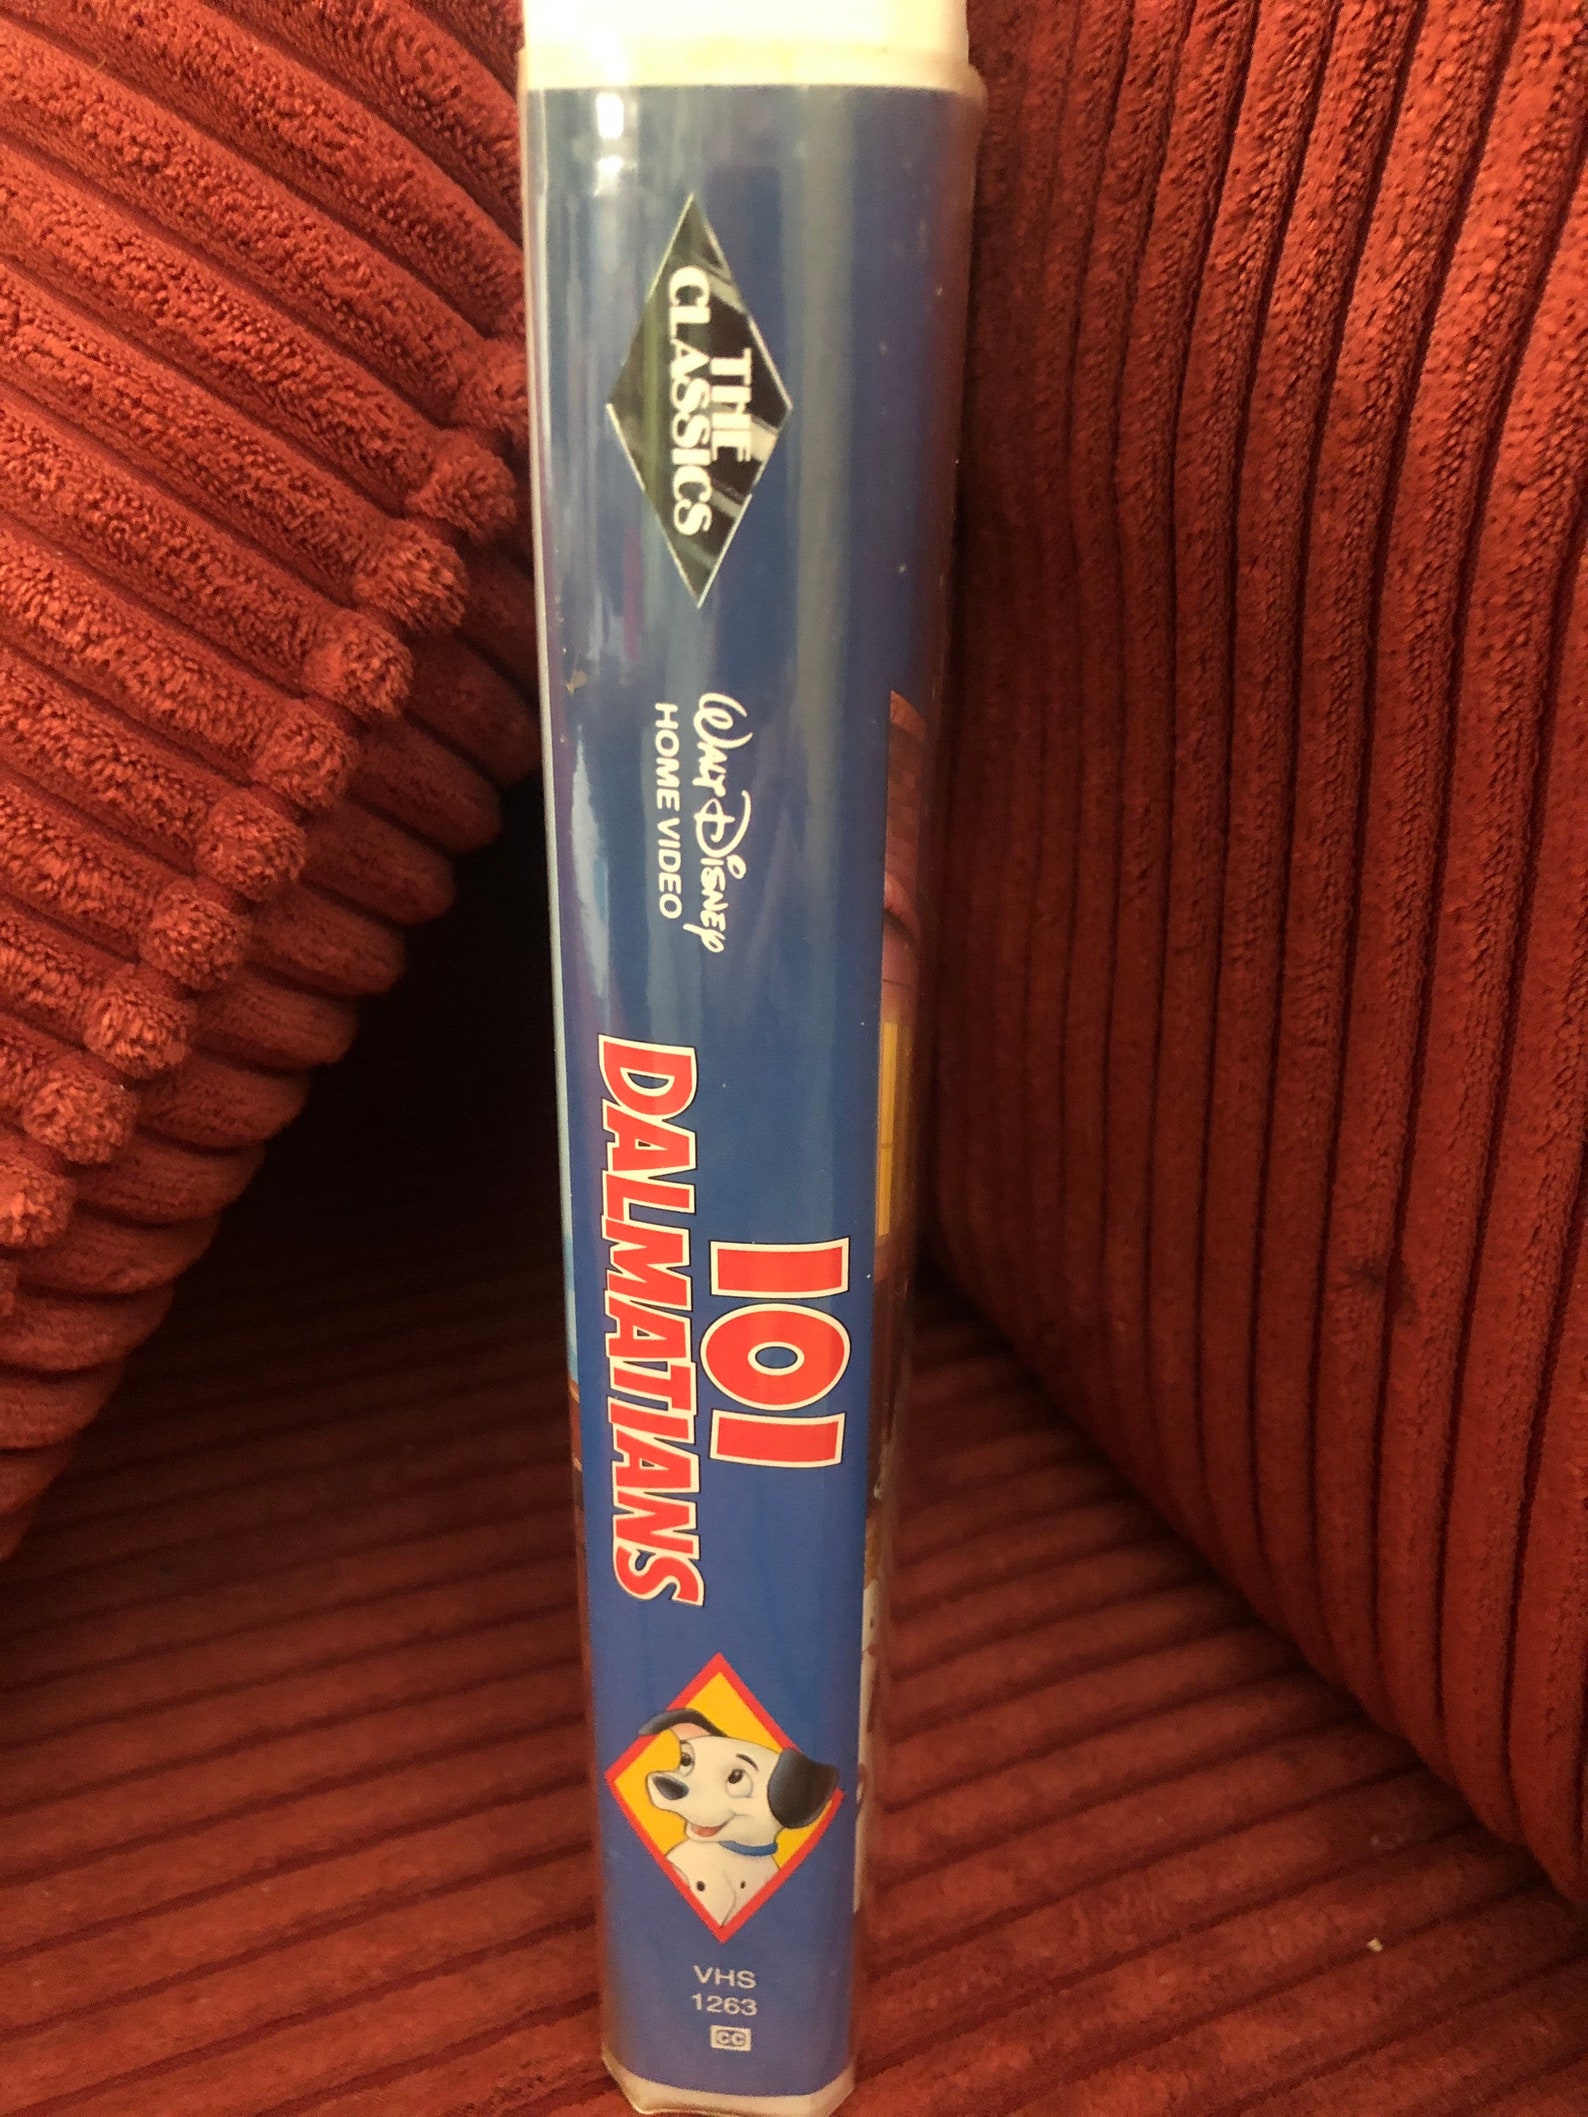 THE
CLASSICS
WALT DISNEY
HOME VIDEO
101
DALMATIANS
VHS
1263
CC